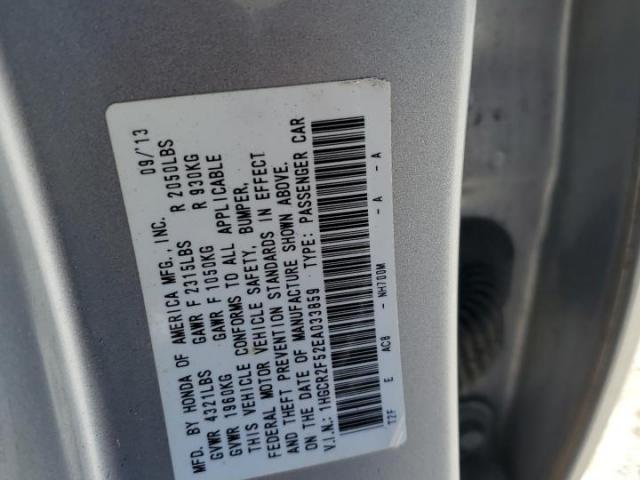 MFD. BY HONDA OF AMERICA MFG., INC. 09/'13
GVWR 4321LBS GAWR F 2315LBS R 2050LBS
GVWR 1960KG GAWR F 1050KG R 930KG
THIS VEHICLE CONFORMS TO ALL APPLICABLE
FEDERAL MOTOR VEHICLE SAFETY, BUMPER,
AND THEFT PREVENTION STANDARDS IN EFFECT
ON THE DATE OF MANUFACTURE SHOWN ABOVE.
V.I.N.: 1HGCR2F52EA033859 TYPE: PASSENGER CAR
T2F E AC8 - NH700M - A - A